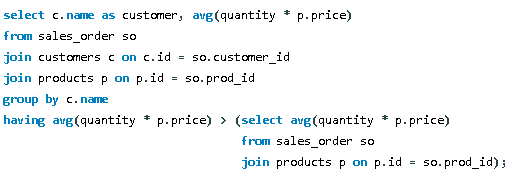 select c.name as customer, avg(quantity * p.price)
from sales_order so
join customers c on c.id = so.customer_id
join products p on p.id = so.prod_id
group by c.name
having avg(quantity * p.price) > (select avg(quantity * p.price)
from sales_order so
join products p on p.id = so.prod_id);